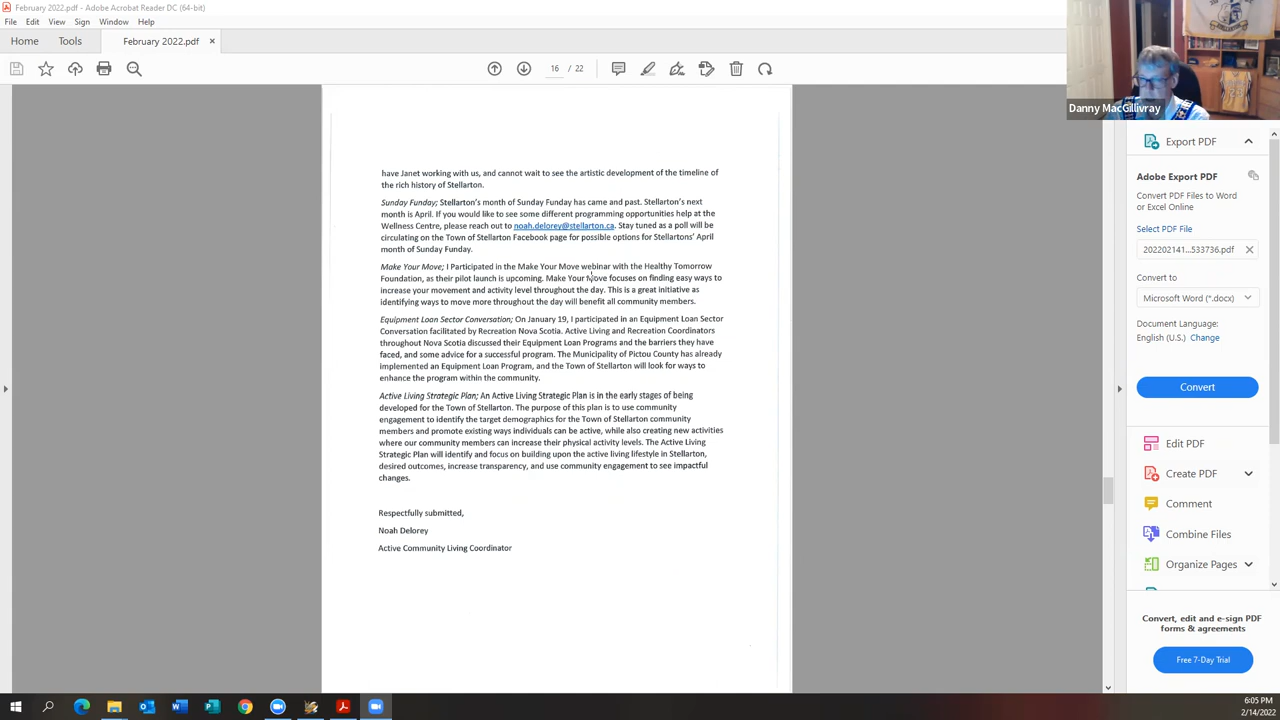 February 2022.pdf - Adobe Acrobat Reader DC (64-bit)
File Edit View Sign Window Help
Home Tools February 2022.pdf ×
16 / 22
Danny MacGillivray
have Janet working with us, and cannot wait to see the artistic development of the timeline of
the rich history of Stellarton.
Sunday Funday; Stellarton's month of Sunday Funday has came and past. Stellarton's next
month is April. If you would like to see some different programming opportunities help at the
Wellness Centre, please reach out to noah.delorey@stellarton.ca. Stay tuned as a poll will be
circulating on the Town of Stellarton Facebook page for possible options for Stellartons' April
month of Sunday Funday.
Make Your Move; I Participated in the Make Your Move webinar with the Healthy Tomorrow
Foundation, as their pilot launch is upcoming. Make Your Move focuses on finding easy ways to
increase your movement and activity level throughout the day. This is a great initiative as
identifying ways to move more throughout the day will benefit all community members.
Equipment Loan Sector Conversation; On January 19, I participated in an Equipment Loan Sector
Conversation facilitated by Recreation Nova Scotia. Active Living and Recreation Coordinators
throughout Nova Scotia discussed their Equipment Loan Programs and the barriers they have
faced, and some advice for a successful program. The Municipality of Pictou County has already
implemented an Equipment Loan Program, and the Town of Stellarton will look for ways to
enhance the program within the community.
Active Living Strategic Plan; An Active Living Strategic Plan is in the early stages of being
developed for the Town of Stellarton. The purpose of this plan is to use community
engagement to identify the target demographics for the Town of Stellarton community
members and promote existing ways individuals can be active, while also creating new activities
where our community members can increase their physical activity levels. The Active Living
Strategic Plan will identify and focus on building upon the active living lifestyle in Stellarton,
desired outcomes, increase transparency, and use community engagement to see impactful
changes.
Respectfully submitted,
Noah Delorey
Active Community Living Coordinator
Export PDF
Adobe Export PDF
Convert PDF Files to Word
or Excel Online
Select PDF File
202202141...533736.pdf
Convert to
Microsoft Word (*.docx)
Document Language:
English (U.S.) Change
Convert
Edit PDF
Create PDF
Comment
Combine Files
Organize Pages
Convert, edit and e-sign PDF
forms & agreements
Free 7-Day Trial
6:05 PM
2/14/2022